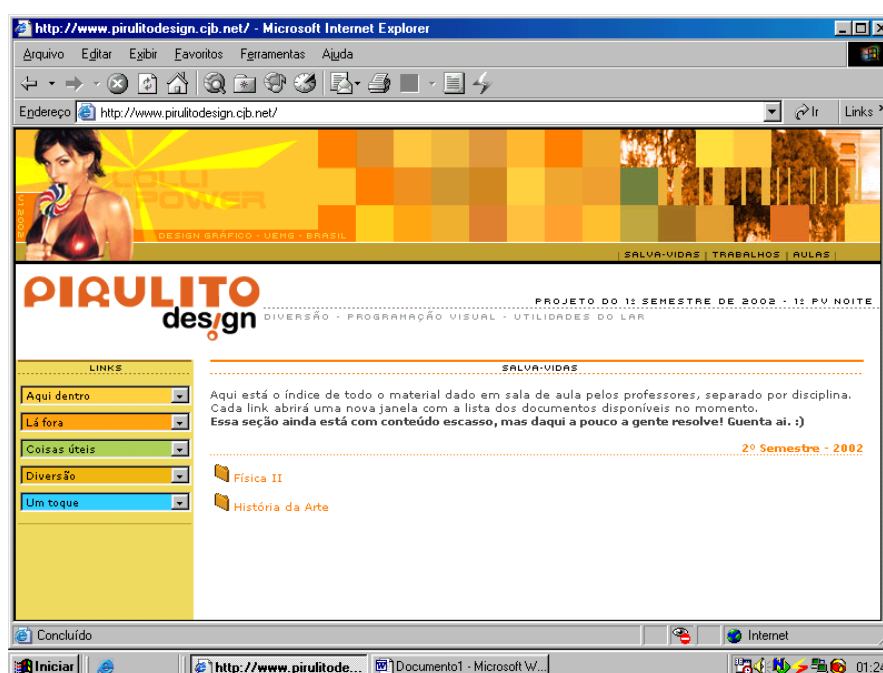 http://www.pirulitodesign.cjb.net/ - Microsoft Internet Explorer
Arquivo Editar Exibir Favoritos Ferramentas Ajuda
Endereço http://www.pirulitodesign.cjb.net/ Ir Links
LOLLI
POWER
DESIGN GRÁFICO - UEMG - BRASIL
| SALVA-VIDAS | TRABALHOS | AULAS |
PIRULITO
design
PROJETO DO 1º SEMESTRE DE 2002 - 1º PV NOITE
DIVERSÃO - PROGRAMAÇÃO VISUAL - UTILIDADES DO LAR
LINKS
Aqui dentro
Lá fora
Coisas úteis
Diversão
Um toque
SALVA-VIDAS
Aqui está o índice de todo o material dado em sala de aula pelos professores, separado por disciplina.
Cada link abrirá uma nova janela com a lista dos documentos disponíveis no momento.
Essa seção ainda está com conteúdo escasso, mas daqui a pouco a gente resolve! Guenta ai. :)
2º Semestre - 2002
Física II
História da Arte
Concluído Internet
Iniciar http://www.pirulitode... Documento1 - Microsoft W... 01:24